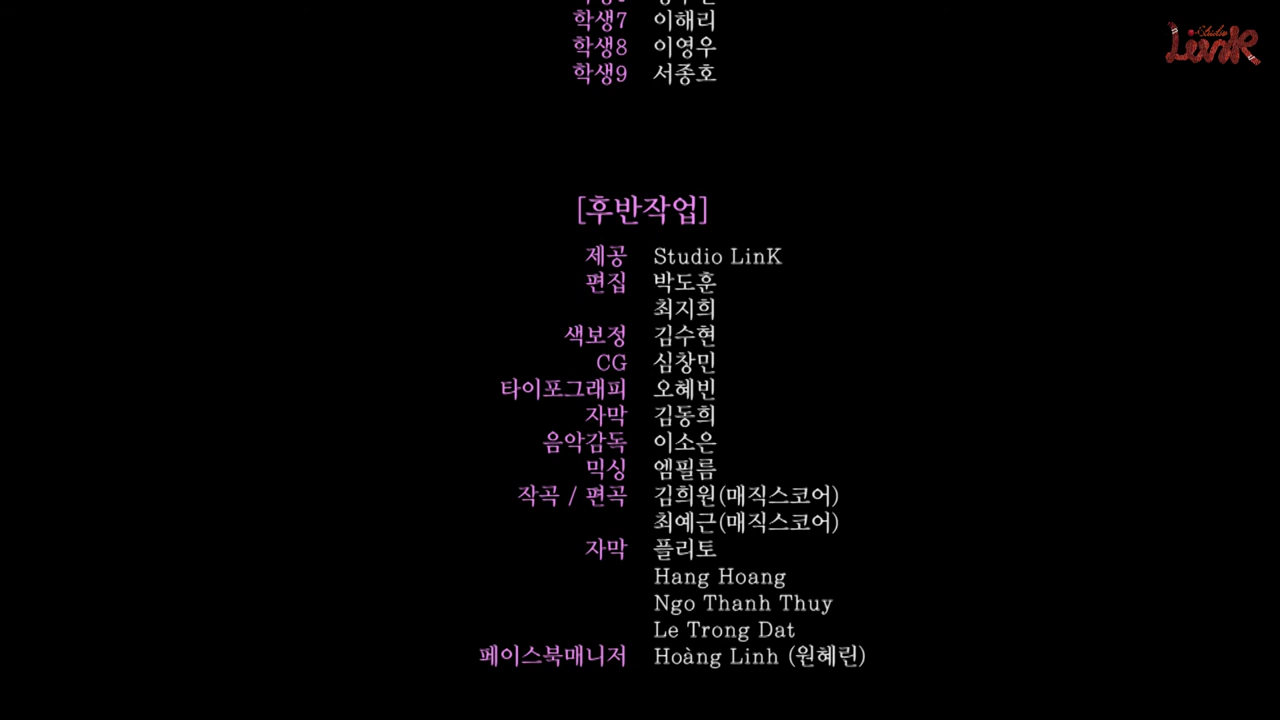 학생7 이해리
학생8 이영우
학생9 서종호
Studio LinK
[후반작업]
제공 Studio LinK
편집 박도훈
최지희
색보정 김수현
CG 심창민
타이포그래피 오혜빈
자막 김동희
음악감독 이소은
믹싱 엠필름
작곡 / 편곡 김희원(매직스코어)
최예근(매직스코어)
자막 플리토
Hang Hoang
Ngo Thanh Thuy
Le Trong Dat
페이스북매니저 Hoàng Linh (원혜린)